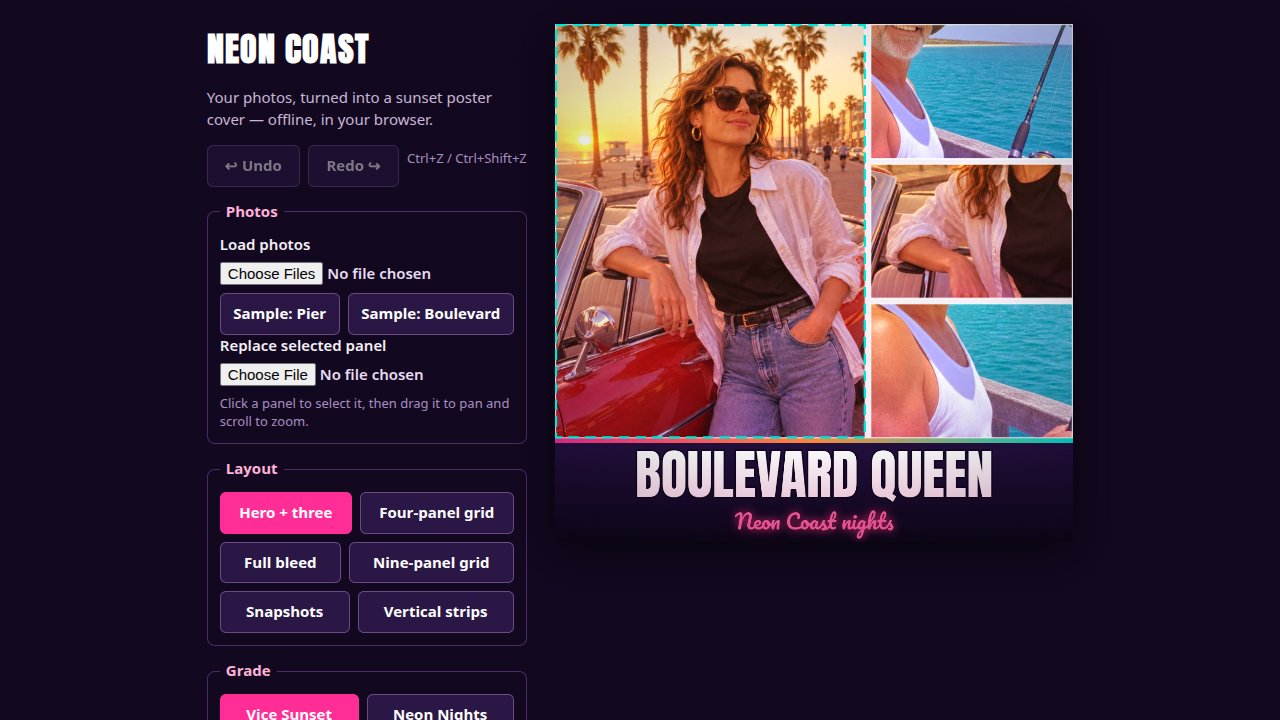 NEON COAST
Your photos, turned into a sunset poster
cover — offline, in your browser.
↩ Undo
Redo ↪
Ctrl+Z / Ctrl+Shift+Z
Photos
Load photos
Choose Files No file chosen
Sample: Pier
Sample: Boulevard
Replace selected panel
Choose File No file chosen
Click a panel to select it, then drag it to pan and
scroll to zoom.
Layout
Hero + three
Four-panel grid
Full bleed
Nine-panel grid
Snapshots
Vertical strips
Grade
Vice Sunset
Neon Nights
BOULEVARD QUEEN
Neon Coast nights